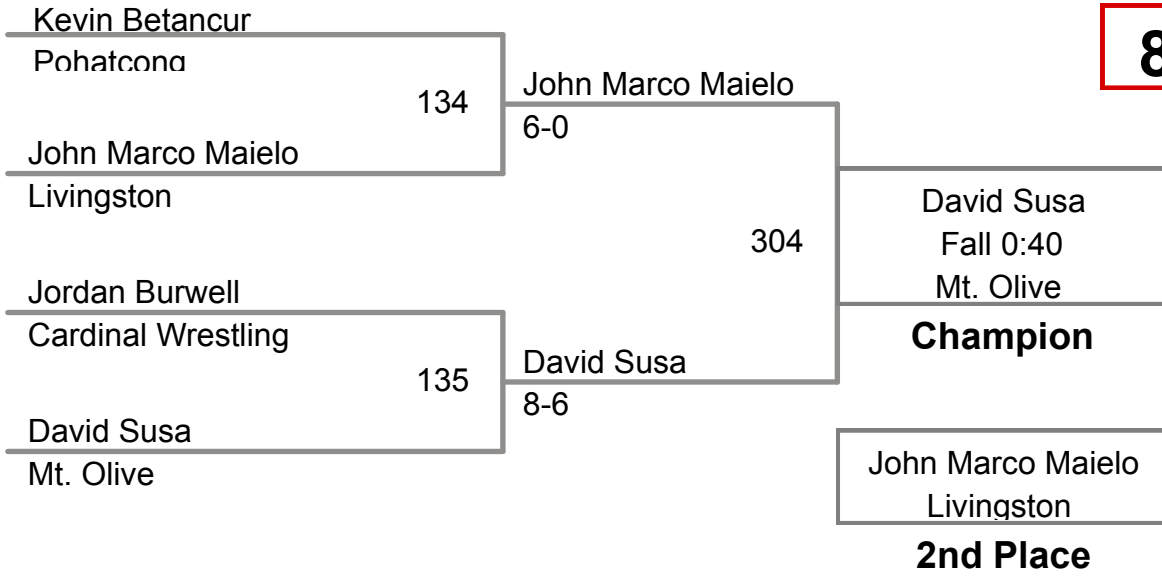 Kevin Betancur
Pohatcong
8
134
John Marco Maielo
6-0
John Marco Maielo
Livingston
David Susa
Fall 0:40
Mt. Olive
304
Champion
Jordan Burwell
Cardinal Wrestling
135
David Susa
8-6
David Susa
Mt. Olive
John Marco Maielo
Livingston
2nd Place